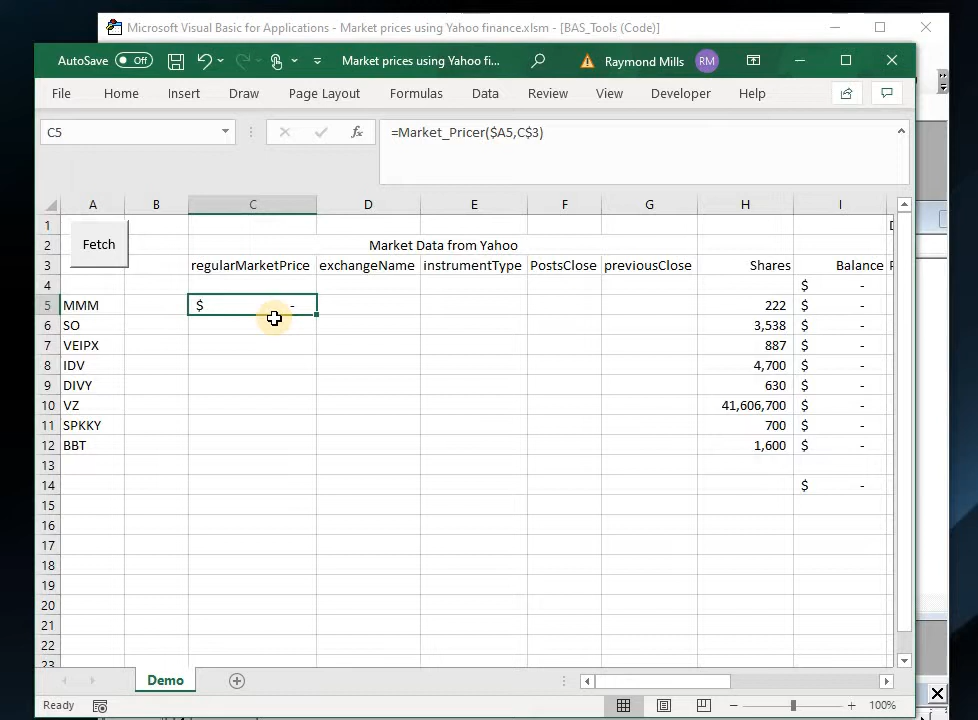 Microsoft Visual Basic for Applications - Market prices using Yahoo finance.xlsm - [BAS_Tools (Code)]
AutoSave Off Market prices using Yahoo fi... Raymond Mills RM
File Home Insert Draw Page Layout Formulas Data Review View Developer Help
C5 fx =Market_Pricer($A5,C$3)
A B C D E F G H I
1
2 Fetch Market Data from Yahoo
3 regularMarketPrice exchangeName instrumentType PostsClose previousClose Shares Balance
4 $ -
5 MMM $ - 222 $ -
6 SO 3,538 $ -
7 VEIPX 887 $ -
8 IDV 4,700 $ -
9 DIVY 630 $ -
10 VZ 41,606,700 $ -
11 SPKKY 700 $ -
12 BBT 1,600 $ -
13
14 $ -
15
16
17
18
19
20
21
22
23
Demo
Ready 100%